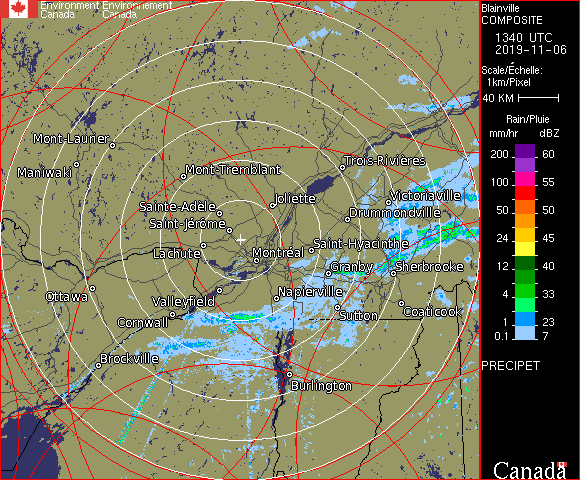 Environment Environnement
Canada Canada
Blainville
COMPOSITE
1340 UTC
2019-11-06
Scale/Échelle:
1km/Pixel
40 KM
Rain/Pluie
mm/hr dBZ
200 60
100 55
50 50
24 45
12 40
4 33
1 23
0.1 7
PRECIPET
Canada
Mont-Laurier
Maniwaki
Mont-Tremblant
Trois-Rivières
Joliette
Victoriaville
Sainte-Adèle
Drummondville
Saint-Jérôme
Lachute
Montréal
Saint-Hyacinthe
Granby
Sherbrooke
Ottawa
Valleyfield
Napierville
Cornwall
Sutton
Coaticook
Brockville
Burlington